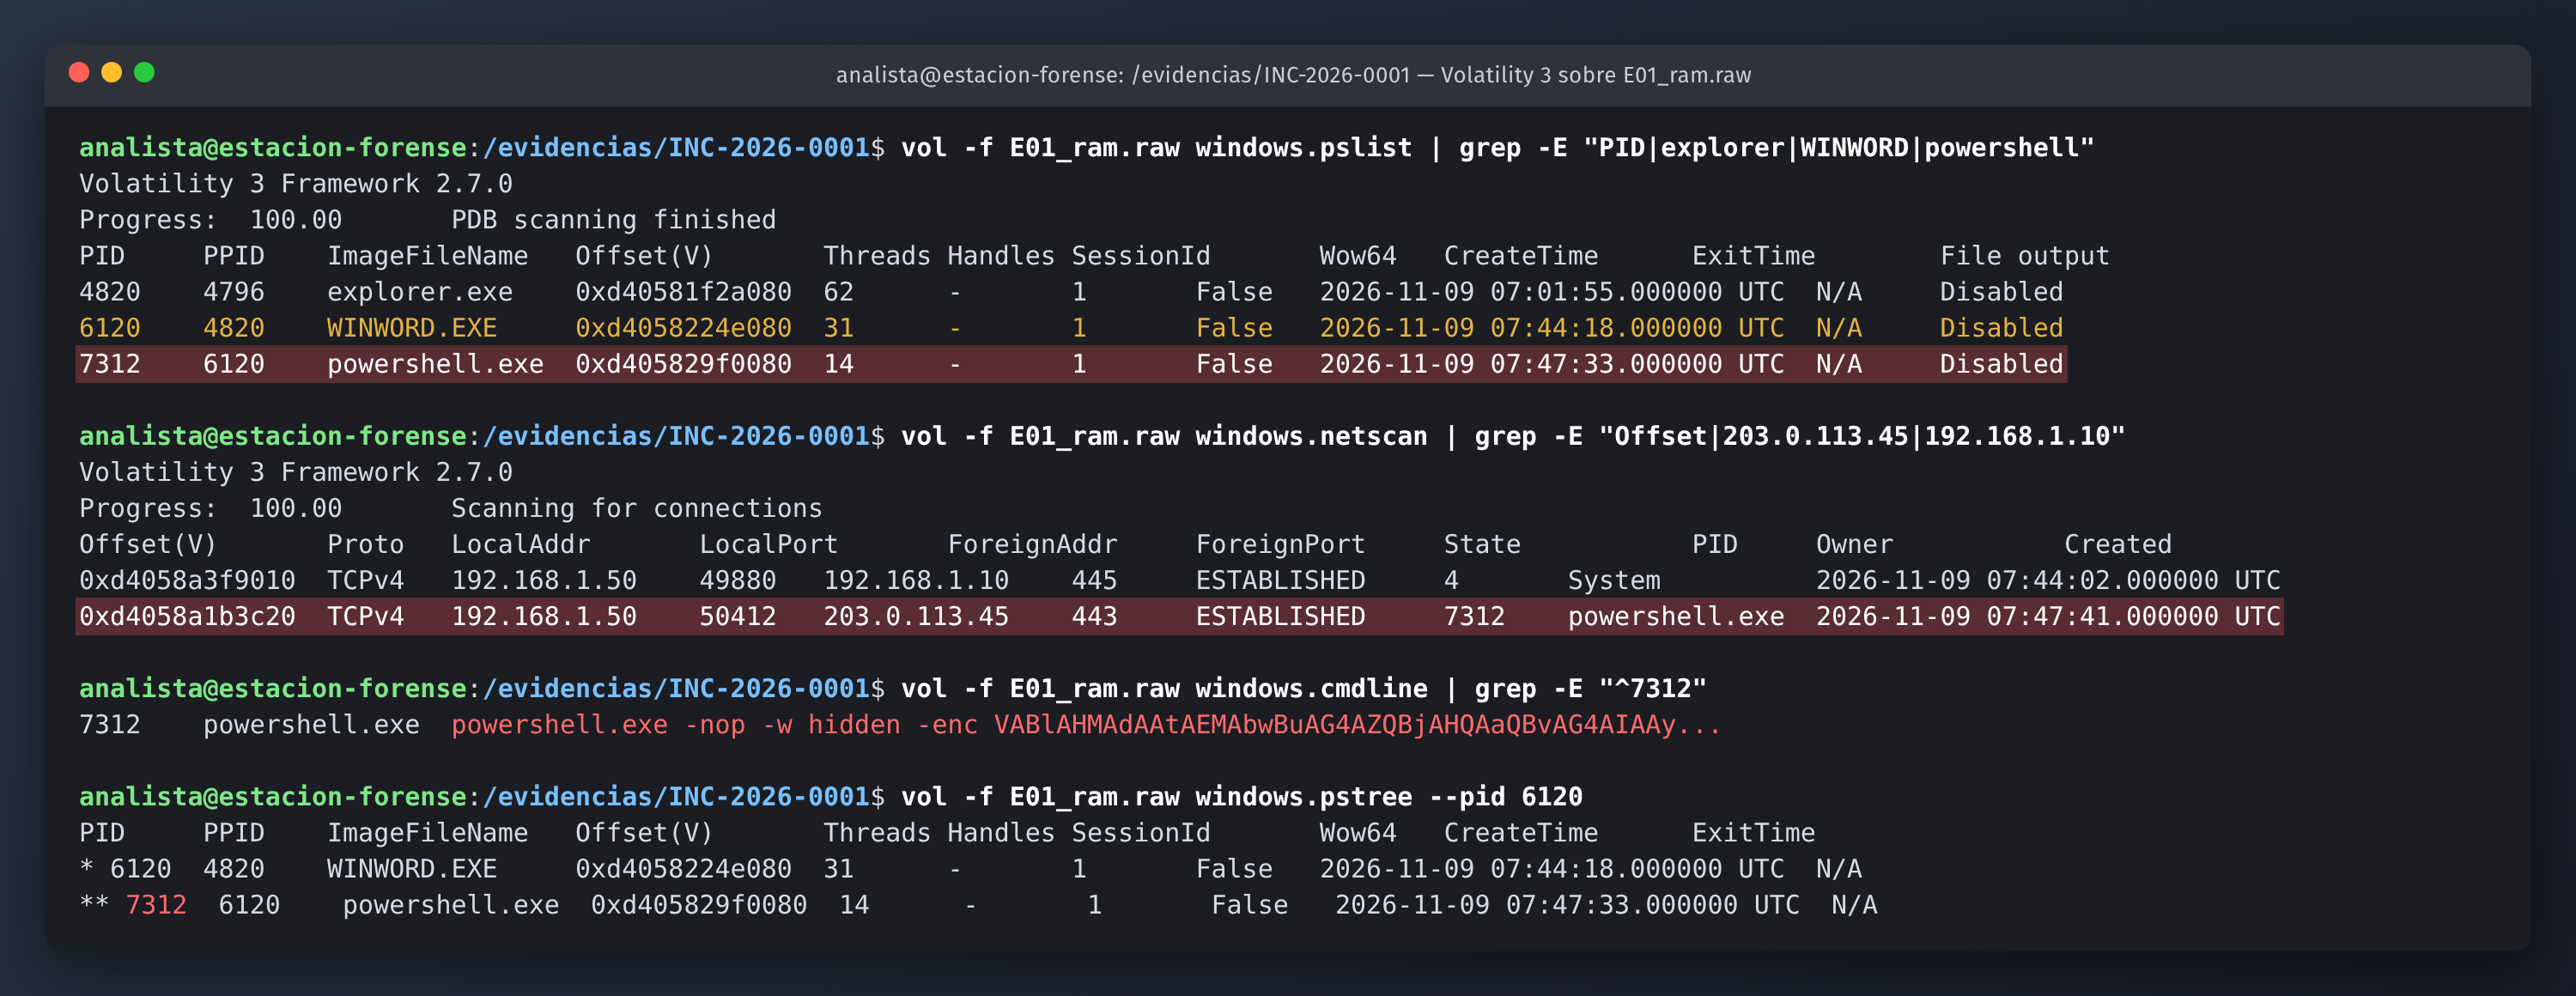 analista@estacion-forense: /evidencias/INC-2026-0001 — Volatility 3 sobre E01_ram.raw
analista@estacion-forense:/evidencias/INC-2026-0001$ vol -f E01_ram.raw windows.pslist | grep -E "PID|explorer|WINWORD|powershell"
Volatility 3 Framework 2.7.0
Progress:  100.00       PDB scanning finished
PID     PPID    ImageFileName   Offset(V)       Threads Handles SessionId       Wow64   CreateTime      ExitTime        File output
4820    4796    explorer.exe    0xd40581f2a080  62      -       1       False   2026-11-09 07:01:55.000000 UTC  N/A     Disabled
6120    4820    WINWORD.EXE     0xd4058224e080  31      -       1       False   2026-11-09 07:44:18.000000 UTC  N/A     Disabled
7312    6120    powershell.exe  0xd405829f0080  14      -       1       False   2026-11-09 07:47:33.000000 UTC  N/A     Disabled
analista@estacion-forense:/evidencias/INC-2026-0001$ vol -f E01_ram.raw windows.netscan | grep -E "Offset|203.0.113.45|192.168.1.10"
Volatility 3 Framework 2.7.0
Progress:  100.00       Scanning for connections
Offset(V)       Proto   LocalAddr       LocalPort       ForeignAddr     ForeignPort     State           PID     Owner           Created
0xd4058a3f9010  TCPv4   192.168.1.50    49880   192.168.1.10    445     ESTABLISHED     4       System          2026-11-09 07:44:02.000000 UTC
0xd4058a1b3c20  TCPv4   192.168.1.50    50412   203.0.113.45    443     ESTABLISHED     7312    powershell.exe  2026-11-09 07:47:41.000000 UTC
analista@estacion-forense:/evidencias/INC-2026-0001$ vol -f E01_ram.raw windows.cmdline | grep -E "^7312"
7312    powershell.exe  powershell.exe -nop -w hidden -enc VABlAHMAdAAtAEMAbwBuAG4AZQBjAHQAaQBvAG4AIAAy...
analista@estacion-forense:/evidencias/INC-2026-0001$ vol -f E01_ram.raw windows.pstree --pid 6120
PID     PPID    ImageFileName   Offset(V)       Threads Handles SessionId       Wow64   CreateTime      ExitTime
* 6120  4820    WINWORD.EXE     0xd4058224e080  31      -       1       False   2026-11-09 07:44:18.000000 UTC  N/A
** 7312  6120    powershell.exe  0xd405829f0080  14      -       1       False   2026-11-09 07:47:33.000000 UTC  N/A